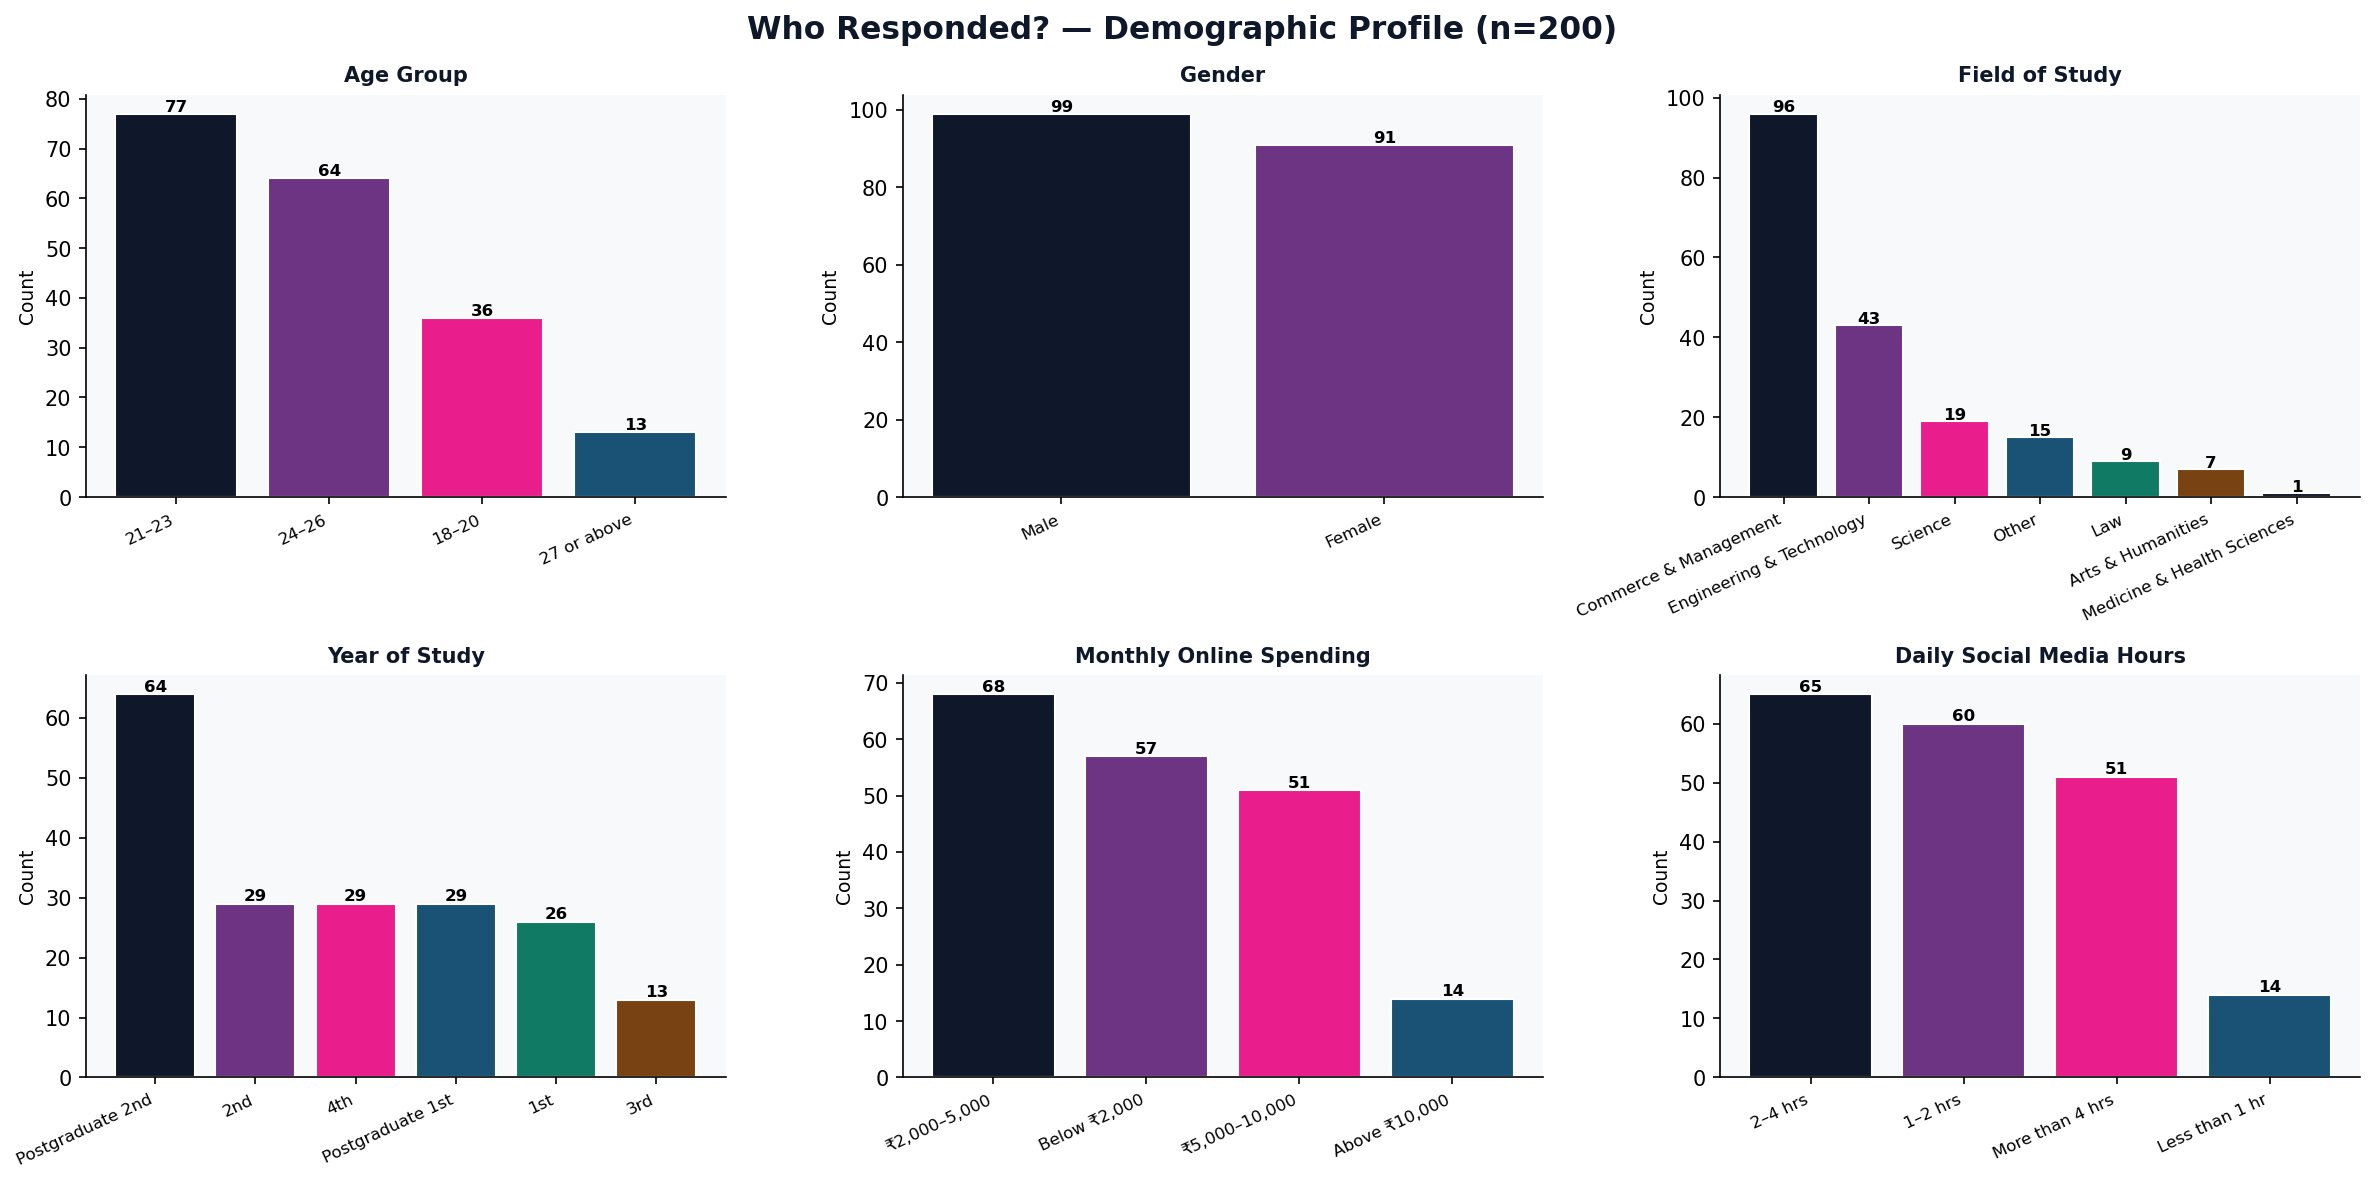 Who Responded? — Demographic Profile (n=200)
Age Group
Count
80
70
60
50
40
30
20
10
0
77
64
36
13
21–23
24–26
18–20
27 or above
Gender
Count
100
80
60
40
20
0
99
91
Male
Female
Field of Study
Count
100
80
60
40
20
0
96
43
19
15
9
7
1
Commerce & Management
Engineering & Technology
Science
Other
Law
Arts & Humanities
Medicine & Health Sciences
Year of Study
Count
60
50
40
30
20
10
0
64
29
29
29
26
13
Postgraduate 2nd
2nd
4th
Postgraduate 1st
1st
3rd
Monthly Online Spending
Count
70
60
50
40
30
20
10
0
68
57
51
14
₹2,000–5,000
Below ₹2,000
₹5,000–10,000
Above ₹10,000
Daily Social Media Hours
Count
60
50
40
30
20
10
0
65
60
51
14
2–4 hrs
1–2 hrs
More than 4 hrs
Less than 1 hr